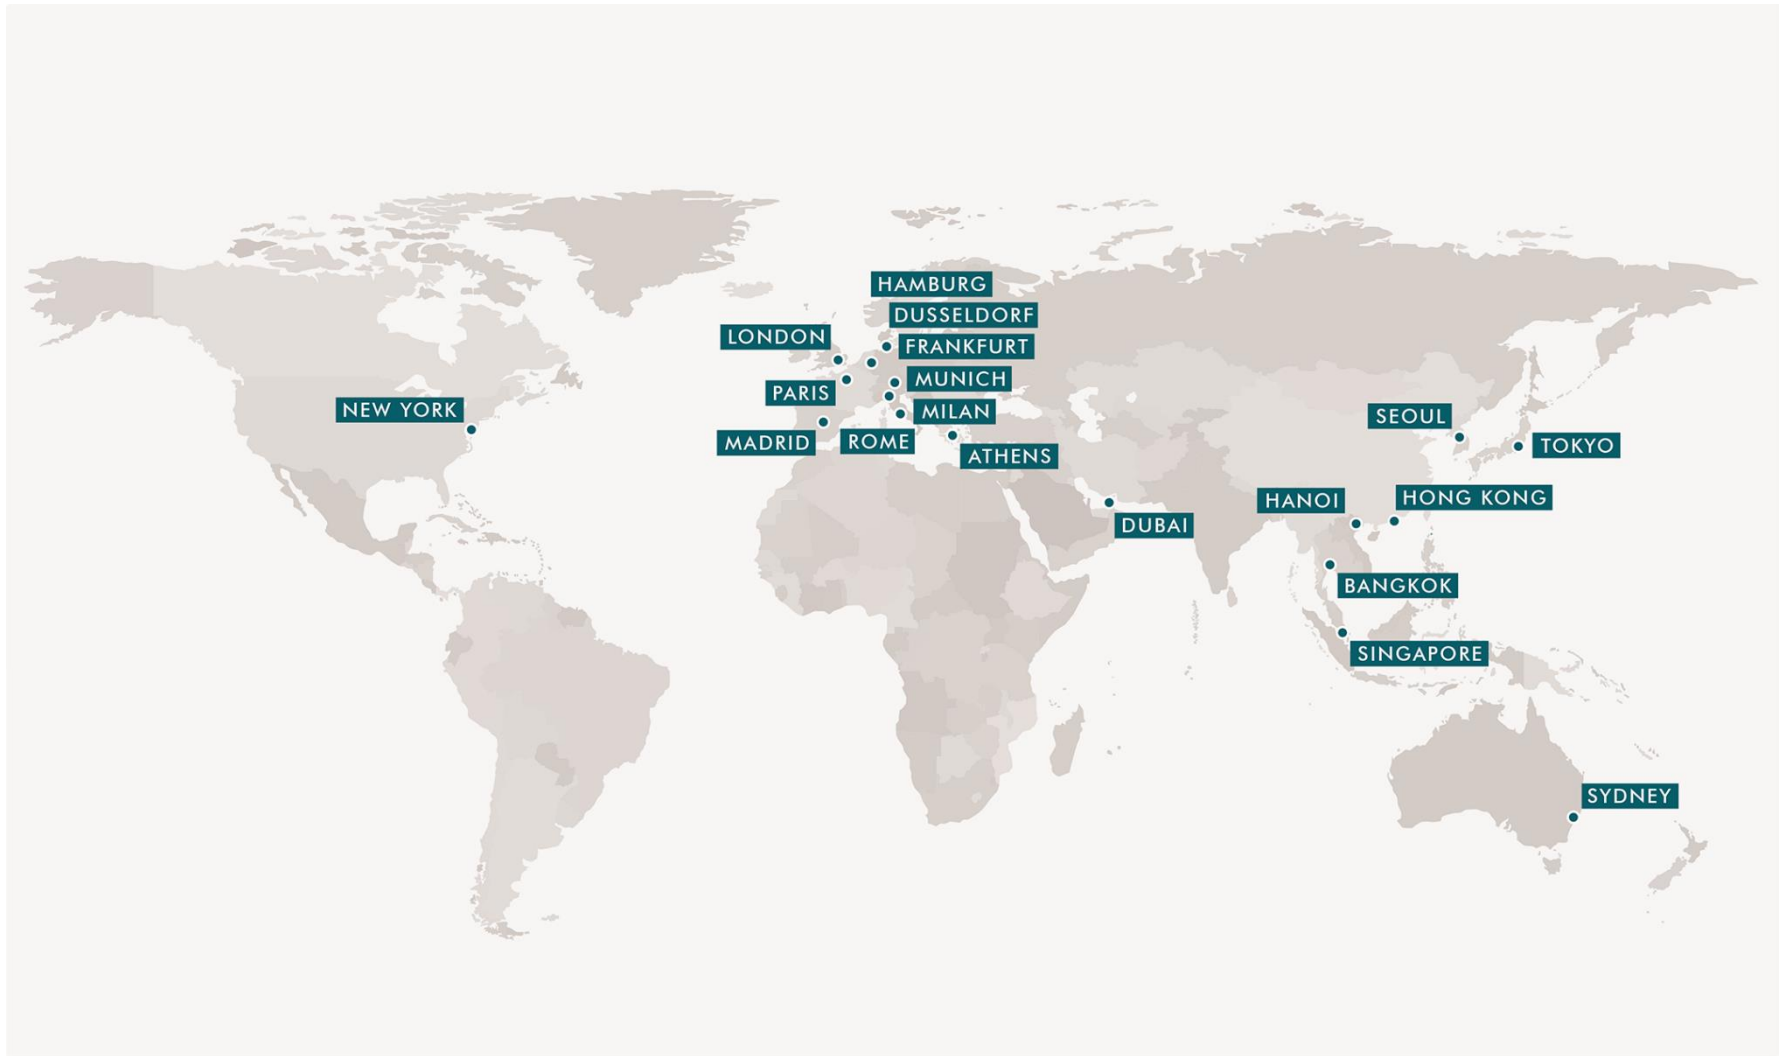 HAMBURG
DUSSELDORF
LONDON
FRANKFURT
MUNICH
PARIS
NEW YORK
MILAN
SEOUL
MADRID
ROME
TOKYO
ATHENS
HANOI
HONG KONG
DUBAI
BANGKOK
SINGAPORE
SYDNEY